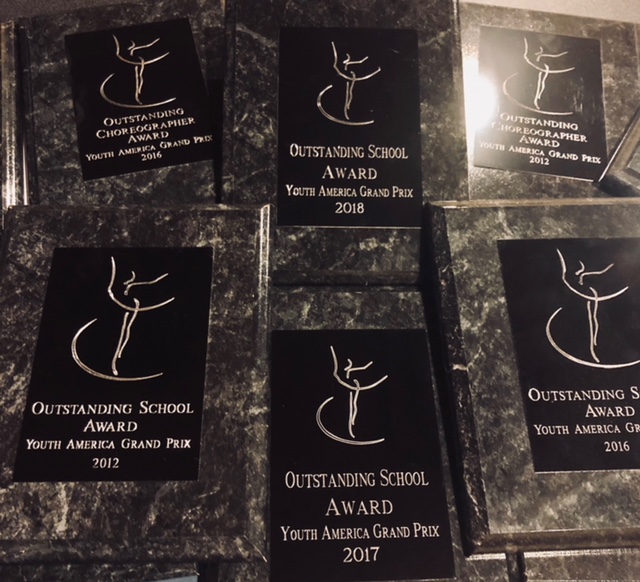 OUTSTANDING
CHOREOGRAPHER
AWARD
YOUTH AMERICA GRAND PRIX
2016
OUTSTANDING SCHOOL
AWARD
YOUTH AMERICA GRAND PRIX
2018
OUTSTANDING
CHOREOGRAPHER
AWARD
YOUTH AMERICA GRAND PRIX
2012
OUTSTANDING SCHOOL
AWARD
YOUTH AMERICA GRAND PRIX
2012
OUTSTANDING SCHOOL
AWARD
YOUTH AMERICA GRAND PRIX
2017
OUTSTANDING
AWARD
YOUTH AMERICA
2016